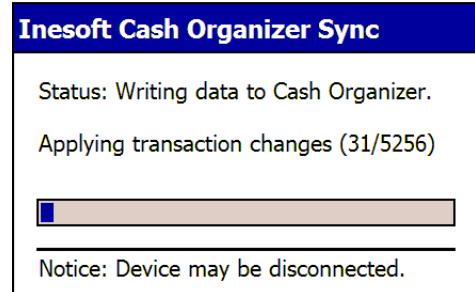 Inesoft Cash Organizer Sync
Status: Writing data to Cash Organizer.
Applying transaction changes (31/5256)
Notice: Device may be disconnected.